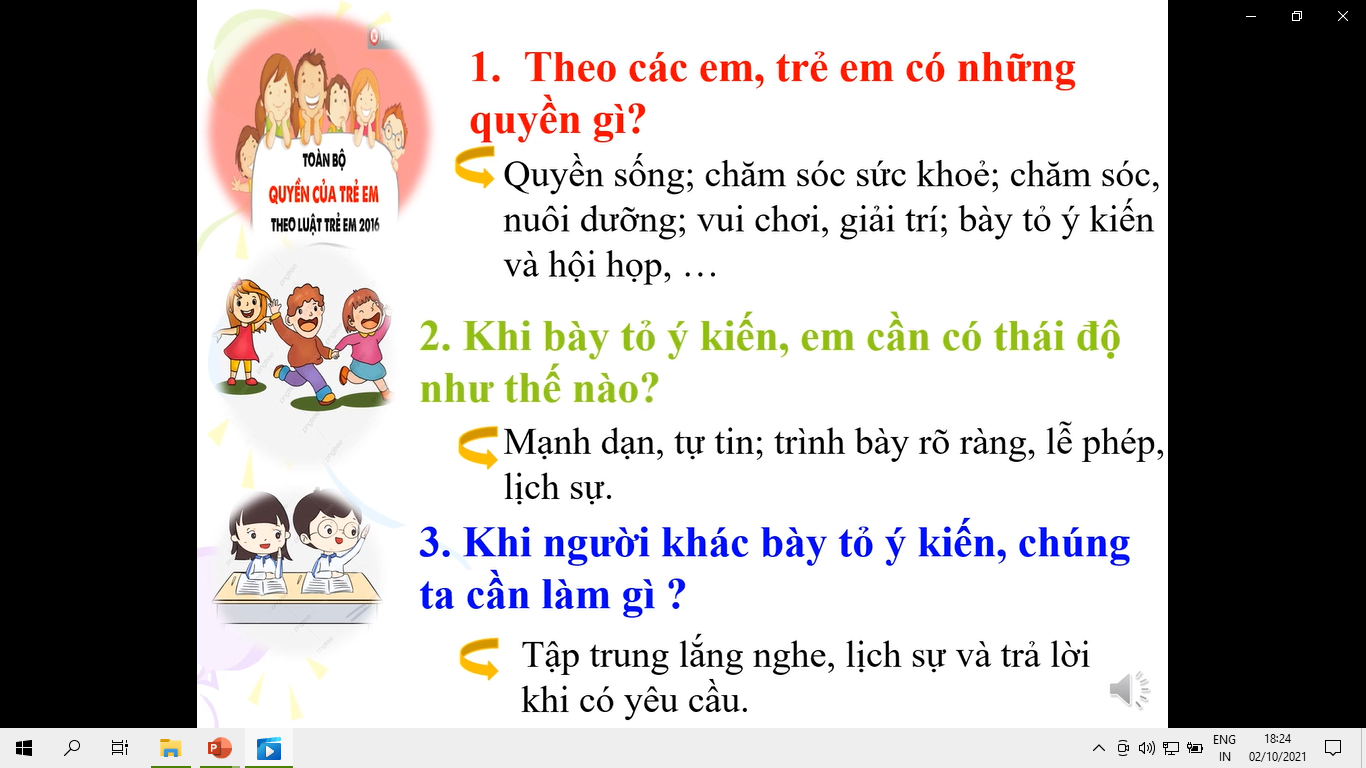 1. Theo các em, trẻ em có những
quyền gì?
Quyền sống; chăm sóc sức khoẻ; chăm sóc,
nuôi dưỡng; vui chơi, giải trí; bày tỏ ý kiến
và hội họp, …
TOÀN BỘ
QUYỀN CỦA TRẺ EM
THEO LUẬT TRẺ EM 2016
2. Khi bày tỏ ý kiến, em cần có thái độ
như thế nào?
Mạnh dạn, tự tin; trình bày rõ ràng, lễ phép,
lịch sự.
3. Khi người khác bày tỏ ý kiến, chúng
ta cần làm gì ?
Tập trung lắng nghe, lịch sự và trả lời
khi có yêu cầu.
ENG
IN
18:24
02/10/2021